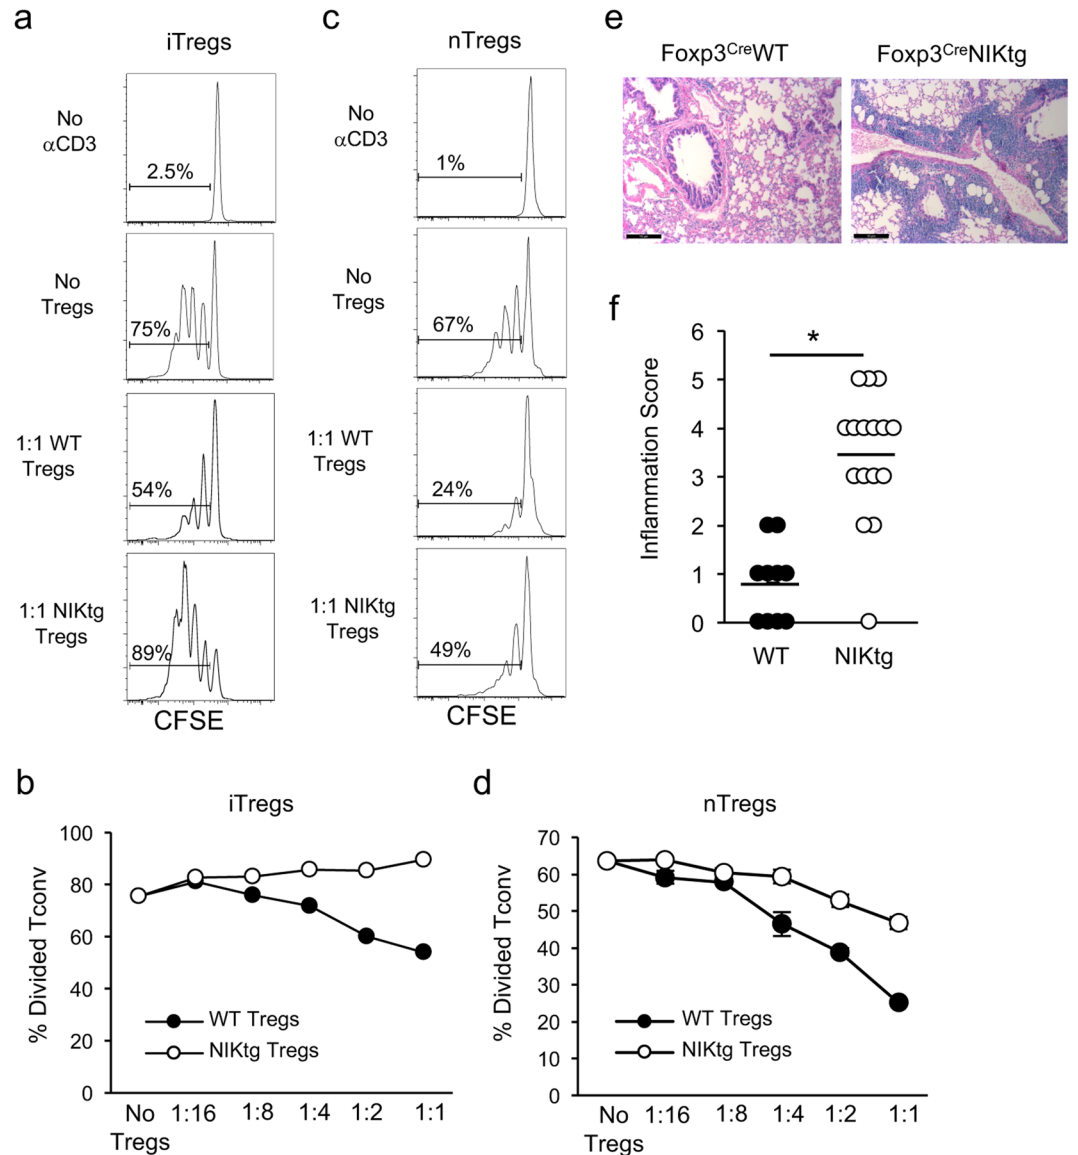 a
iTregs
No
αCD3
2.5%
No
Tregs
75%
1:1 WT
Tregs
54%
1:1 NIKtg
Tregs
89%
CFSE
c
nTregs
No
αCD3
1%
No
Tregs
67%
1:1 WT
Tregs
24%
1:1 NIKtg
Tregs
49%
CFSE
e
Foxp3CreWT
Foxp3CreNIKtg
f
Inflammation Score
6
5
4
3
2
1
0
*
WT
NIKtg
b
iTregs
% Divided Tconv
100
80
60
40
20
0
WT Tregs
NIKtg Tregs
No
Tregs
1:16
1:8
1:4
1:2
1:1
d
nTregs
% Divided Tconv
70
60
50
40
30
20
10
0
WT Tregs
NIKtg Tregs
No
Tregs
1:16
1:8
1:4
1:2
1:1